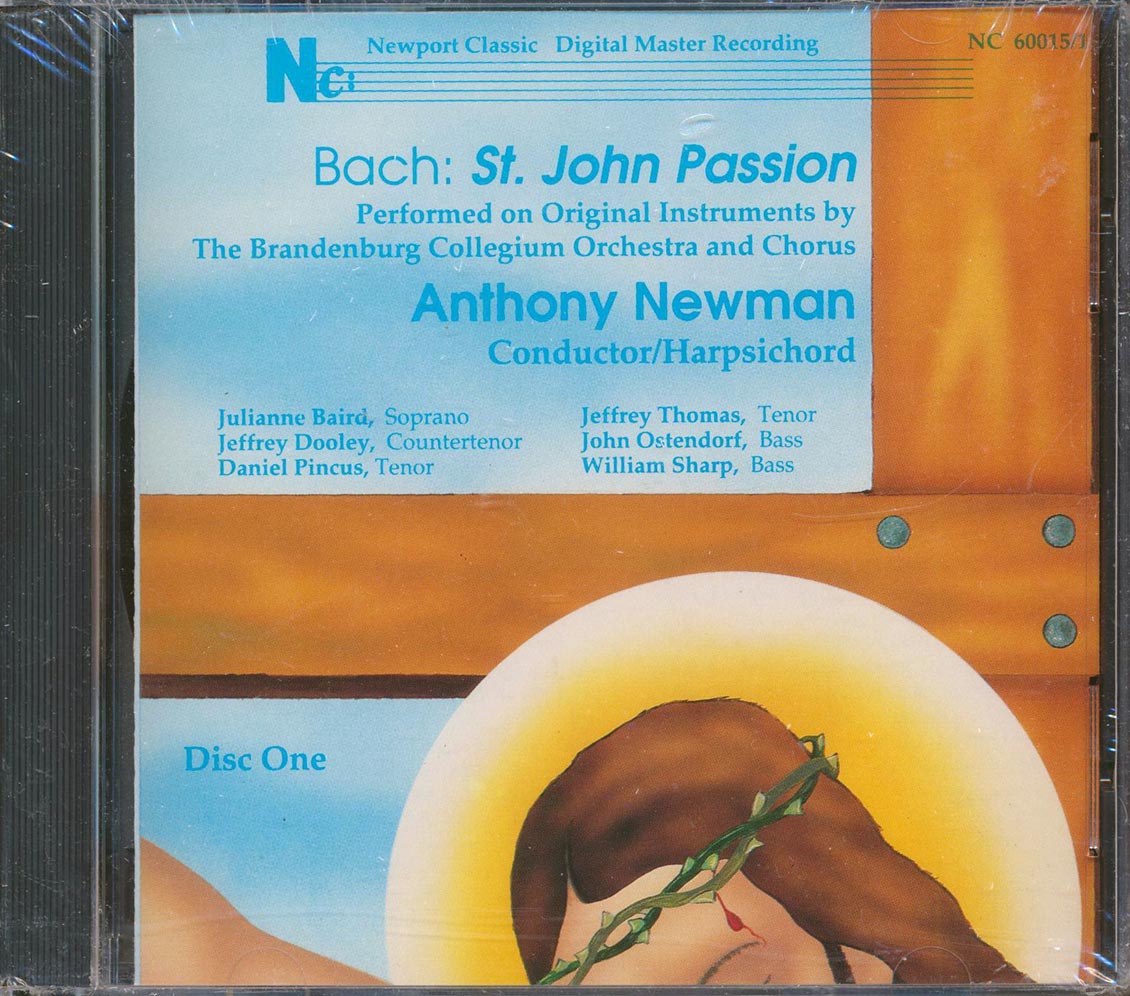 Nc:
Newport Classic Digital Master Recording
NC 60015/1
Bach: St. John Passion
Performed on Original Instruments by
The Brandenburg Collegium Orchestra and Chorus
Anthony Newman
Conductor/Harpsichord
Julianne Baird, Soprano
Jeffrey Dooley, Countertenor
Daniel Pincus, Tenor
Jeffrey Thomas, Tenor
John Ostendorf, Bass
William Sharp, Bass
Disc One